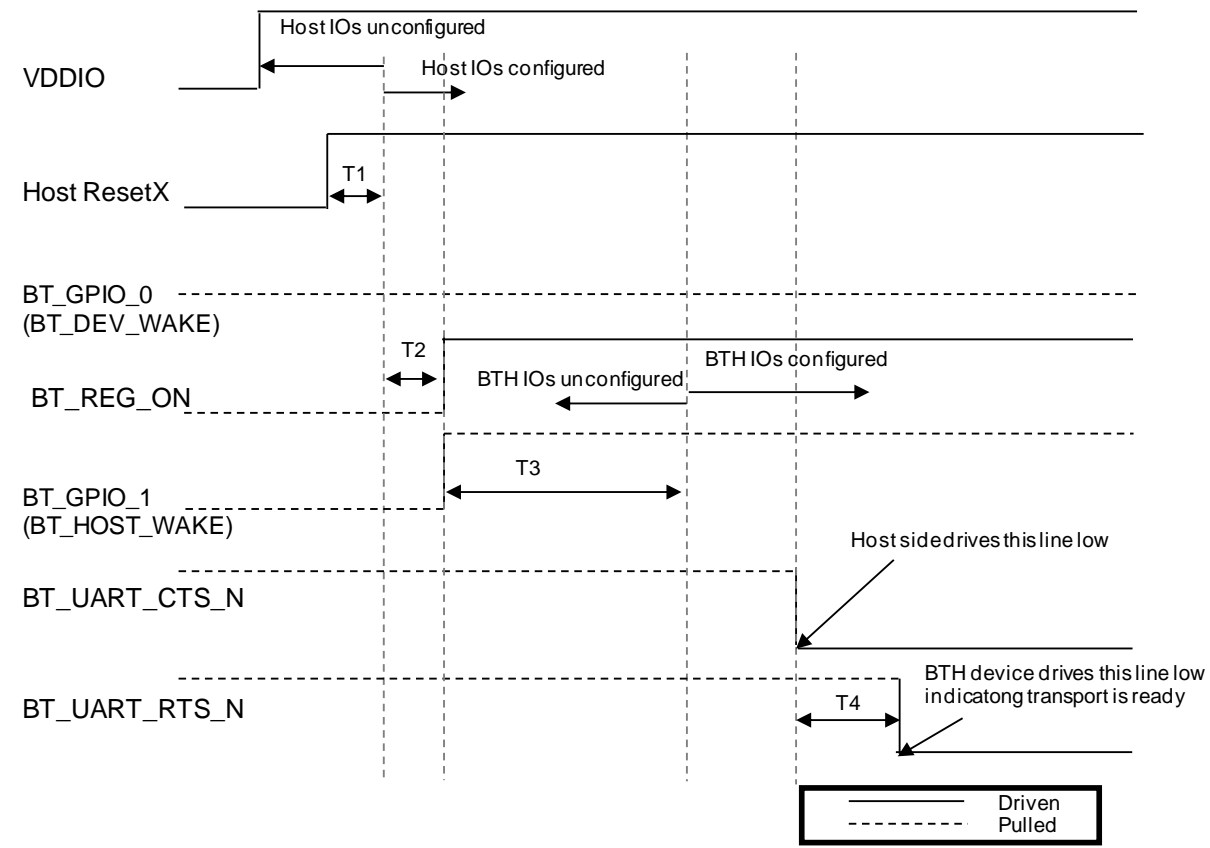 Host IOs unconfigured
Host IOs configured
VDDIO
T1
Host ResetX
BT_GPIO_0
(BT_DEV_WAKE)
T2
BTH IOs configured
BTH IOs unconfigured
BT_REG_ON
T3
BT_GPIO_1
(BT_HOST_WAKE)
Host side drives this line low
BT_UART_CTS_N
BTH device drives this line low
indicatong transport is ready
T4
BT_UART_RTS_N
Driven
Pulled